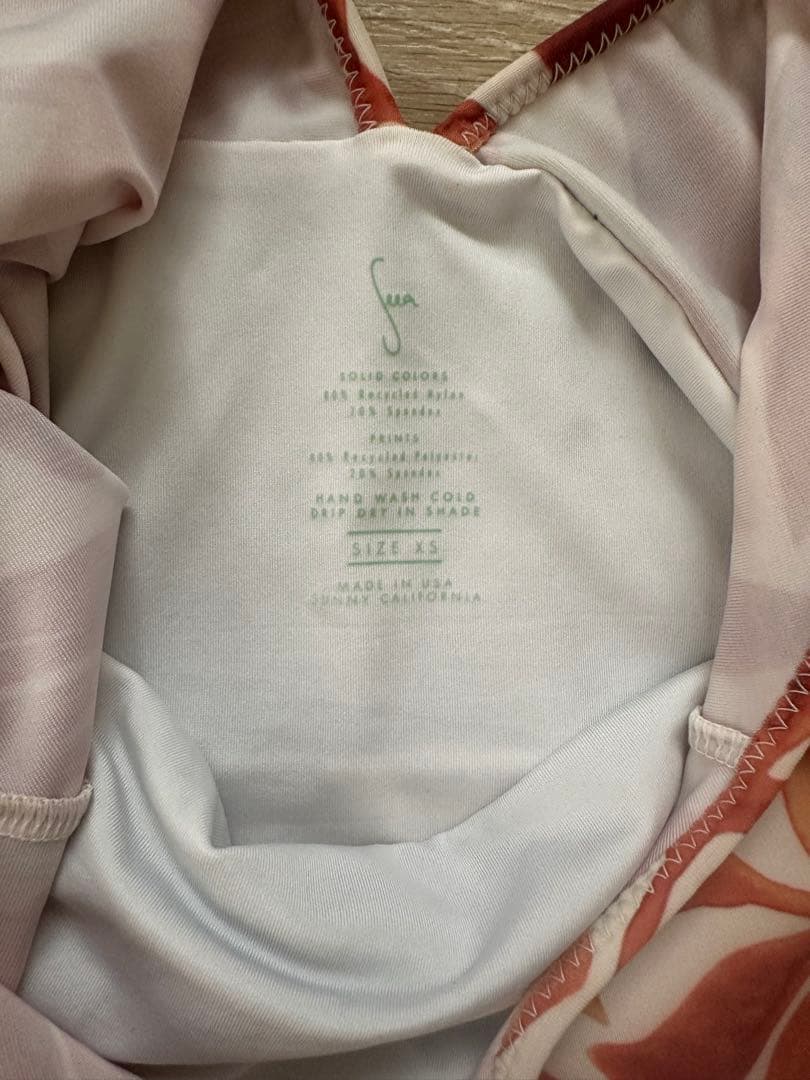 Seea
SOLID COLORS
80% Recycled Nylon
20% Spandex
PRINTS
80% Recycled Polyester
20% Spandex
HAND WASH COLD
DRIP DRY IN SHADE
SIZE XS
MADE IN USA
SUNNY CALIFORNIA